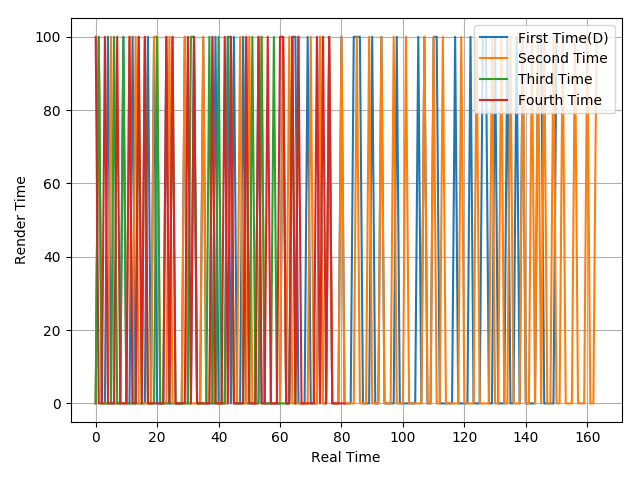 Render Time
100
80
60
40
20
0
0 20 40 60 80 100 120 140 160
Real Time
First Time(D)
Second Time
Third Time
Fourth Time